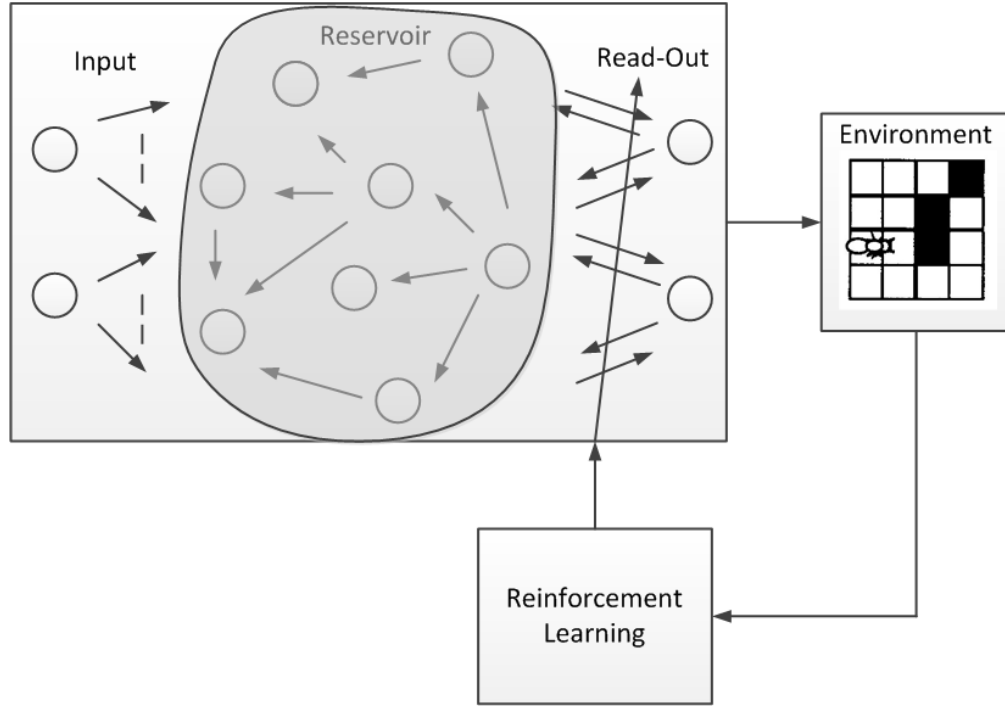 Reservoir
Input
Read-Out
Environment
Reinforcement
Learning